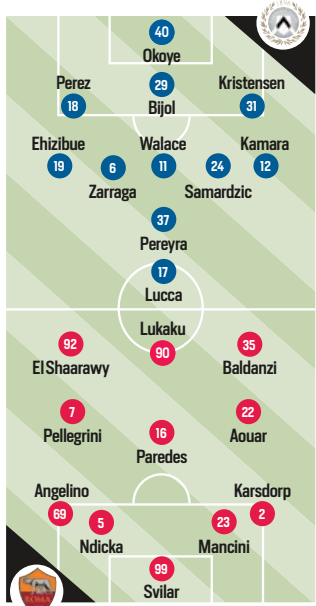 40
Okoye
Perez
29
Kristensen
18
Bijol
31
Ehizibue
Walace
Kamara
19
6
11
24
12
Zarraga
Samardzic
37
Pereyra
17
Lucca
Lukaku
92
90
35
El Shaarawy
Baldanzi
7
22
Pellegrini
16
Aouar
Paredes
Angelino
Karsdorp
69
5
23
2
Ndicka
Mancini
99
Svilar
ROMA